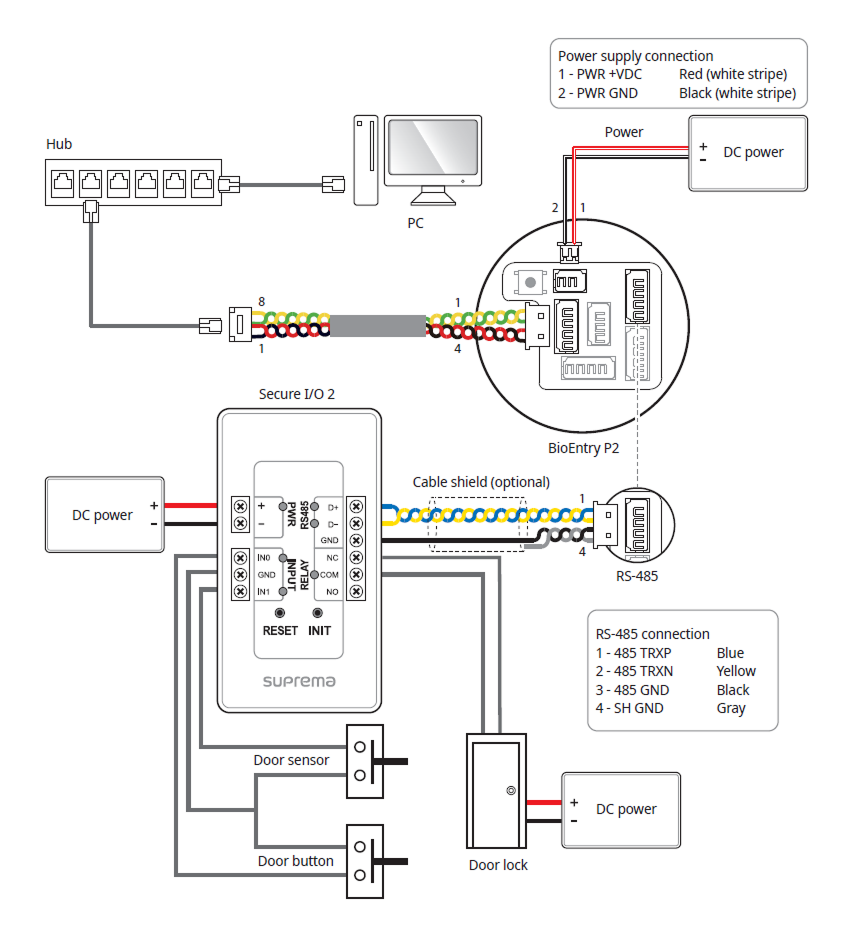 Power supply connection
1 - PWR +VDC Red (white stripe)
2 - PWR GND Black (white stripe)
Power
+
DC power
-
Hub
PC
2 1
8 1
1 4
BioEntry P2
Secure I/O 2
Cable shield (optional)
DC power
+
-
+
-
PWR
RS485
D+
D-
GND
IN0
GND
IN1
INPUT
RELAY
NC
COM
NO
RESET INIT
suprema
1
4
RS-485
RS-485 connection
1 - 485 TRXP Blue
2 - 485 TRXN Yellow
3 - 485 GND Black
4 - SH GND Gray
Door sensor
Door button
Door lock
+
-
DC power